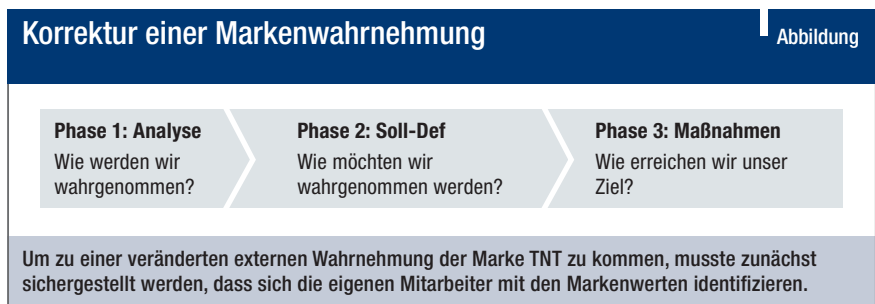 Korrektur einer Markenwahrnehmung
Abbildung
Phase 1: Analyse
Wie werden wir
wahrgenommen?
Phase 2: Soll-Def
Wie möchten wir
wahrgenommen werden?
Phase 3: Maßnahmen
Wie erreichen wir unser
Ziel?
Um zu einer veränderten externen Wahrnehmung der Marke TNT zu kommen, musste zunächst
sichergestellt werden, dass sich die eigenen Mitarbeiter mit den Markenwerten identifizieren.